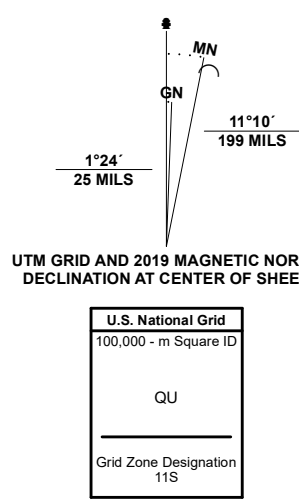 MN
GN
11°10´
199 MILS
1°24´
25 MILS
UTM GRID AND 2019 MAGNETIC NOR
DECLINATION AT CENTER OF SHEE
U.S. National Grid
100,000 - m Square ID
QU
Grid Zone Designation
11S